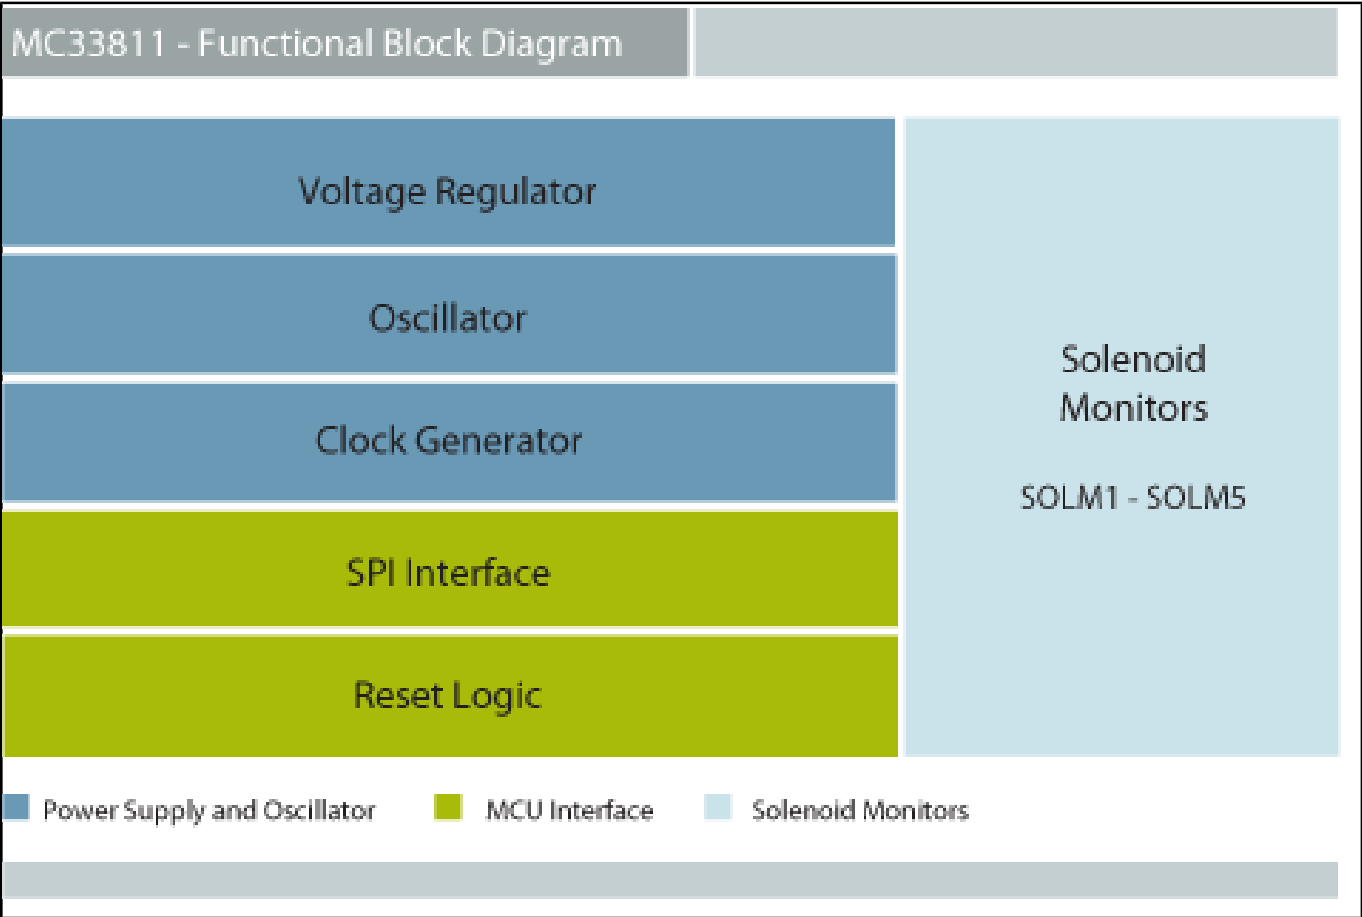 MC33811 - Functional Block Diagram
Voltage Regulator
Oscillator
Clock Generator
SPI Interface
Reset Logic
Solenoid
Monitors
SOLM1 - SOLM5
Power Supply and Oscillator
MCU Interface
Solenoid Monitors